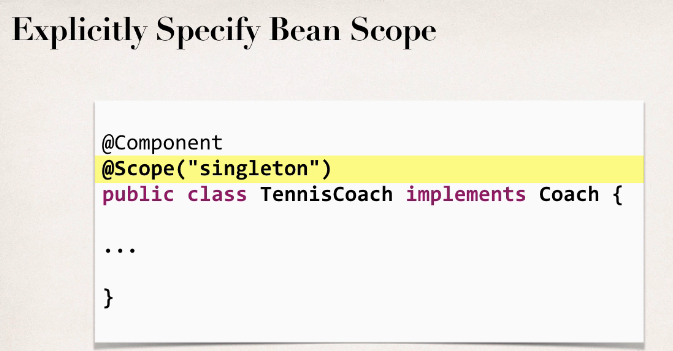 Explicitly Specify Bean Scope
@Component
@Scope("singleton")
public class TennisCoach implements Coach {
...
}